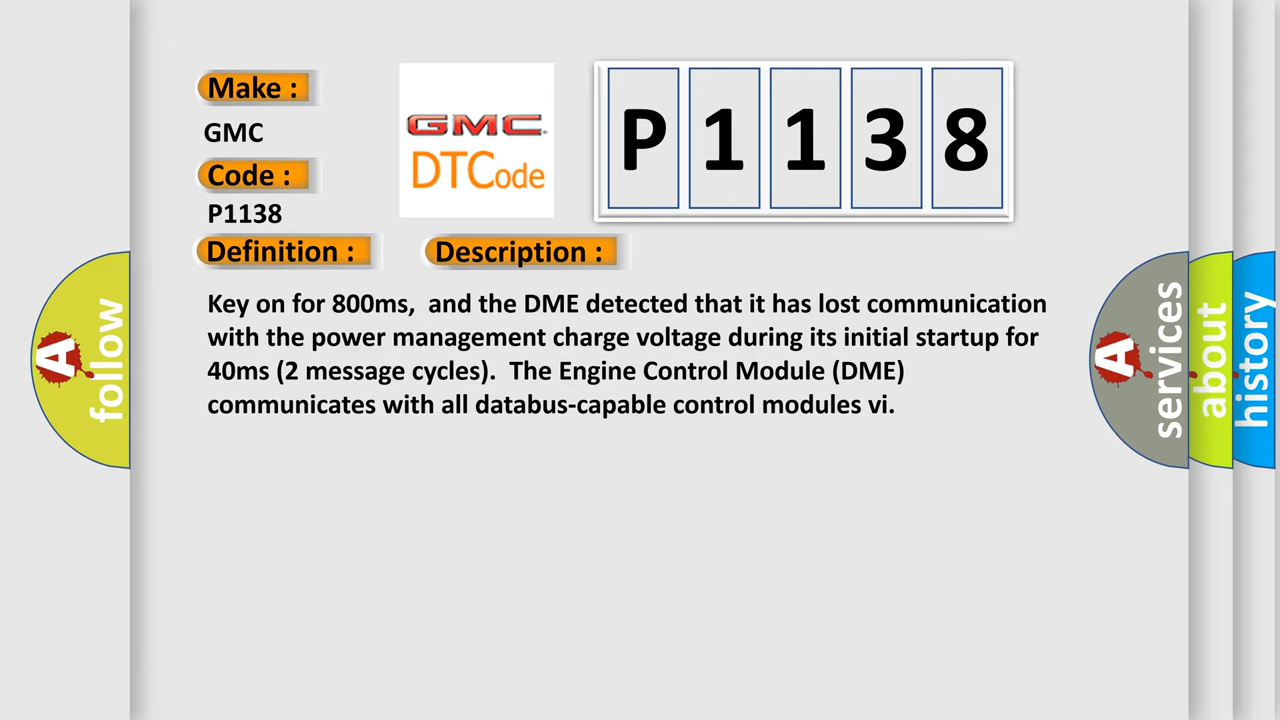 Make :
GMC
Code :
P1138
Definition :
Description :
GMC
DTCode
P 1 1 3 8
Key on for 800ms,  and the DME detected that it has lost communication
with the power management charge voltage during its initial startup for
40ms (2 message cycles).  The Engine Control Module (DME)
communicates with all databus-capable control modules vi.
A
follow
A
services
about
history